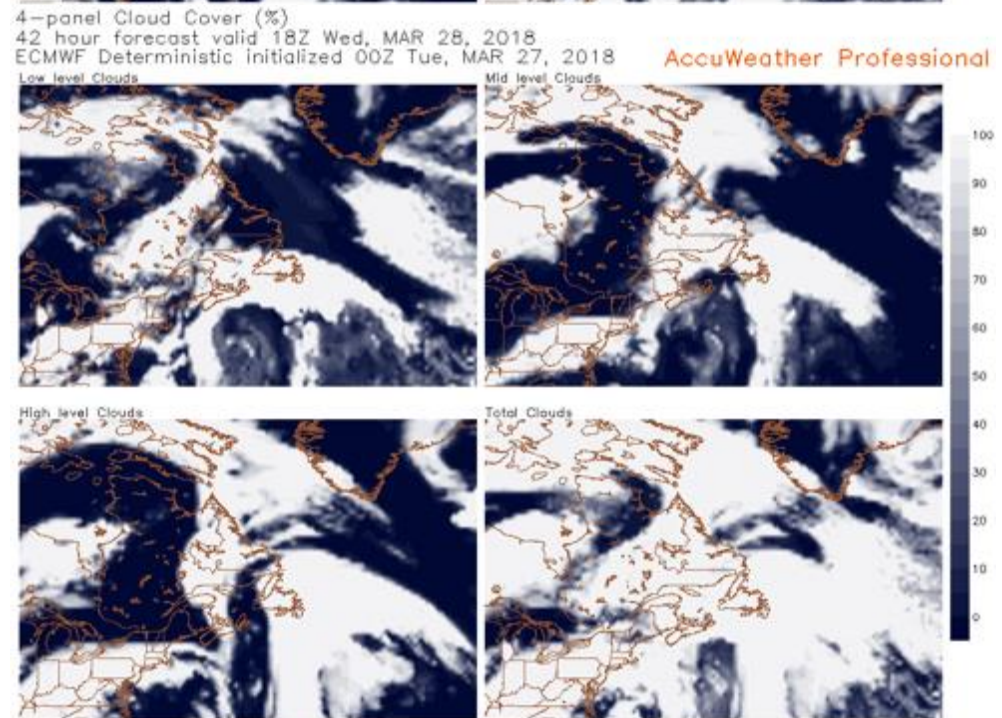 4-panel Cloud Cover (%)
42 hour forecast valid 18Z Wed, MAR 28, 2018
ECMWF Deterministic initialized 00Z Tue, MAR 27, 2018
AccuWeather Professional
Low level Clouds
Mid level Clouds
100
90
80
70
60
50
40
30
20
10
0
High level Clouds
Total Clouds